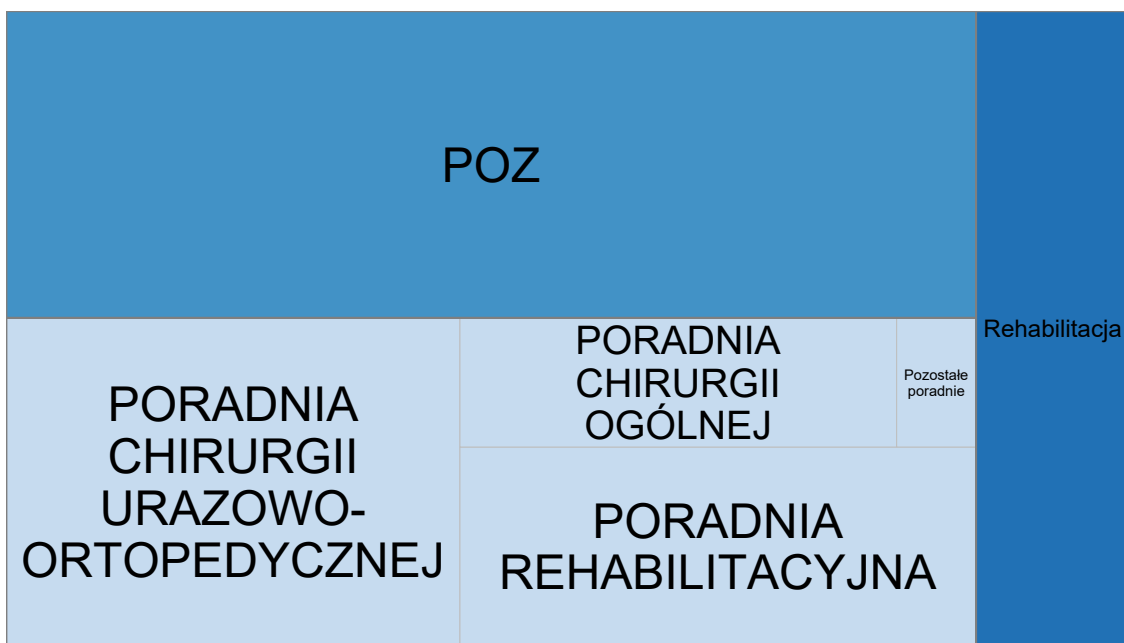 POZ
Rehabilitacja
PORADNIA
CHIRURGII
URAZOWO-
ORTOPEDYCZNEJ
PORADNIA
CHIRURGII
OGÓLNEJ
Pozostałe
poradnie
PORADNIA
REHABILITACYJNA